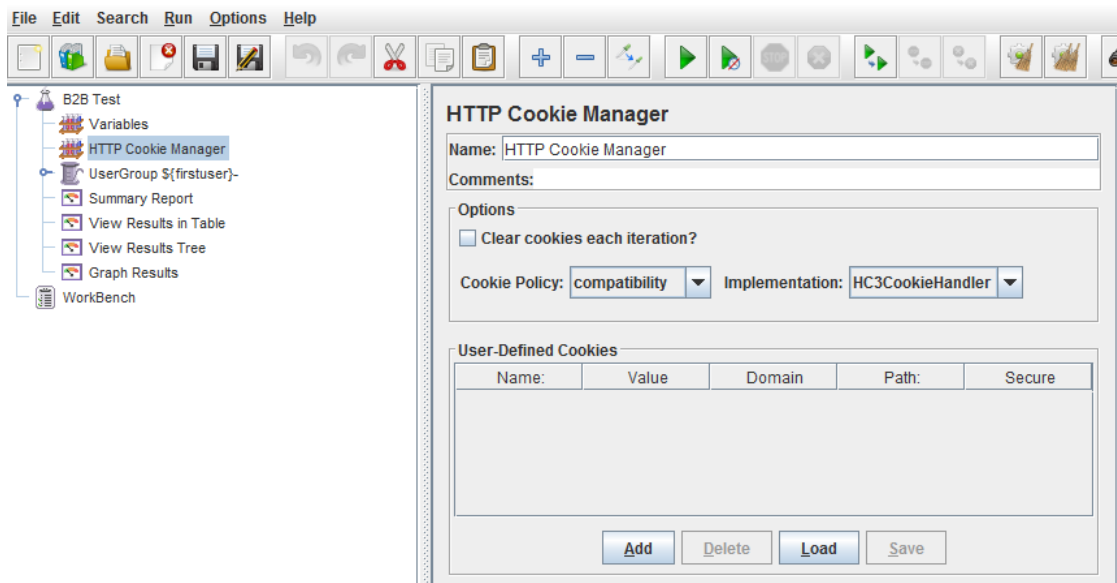 File Edit Search Run Options Help
STOP
B2B Test
Variables
HTTP Cookie Manager
UserGroup ${firstuser}-
Summary Report
View Results in Table
View Results Tree
Graph Results
WorkBench
HTTP Cookie Manager
Name: HTTP Cookie Manager
Comments:
Options
Clear cookies each iteration?
Cookie Policy: compatibility Implementation: HC3CookieHandler
User-Defined Cookies
Name: Value Domain Path: Secure
Add Delete Load Save